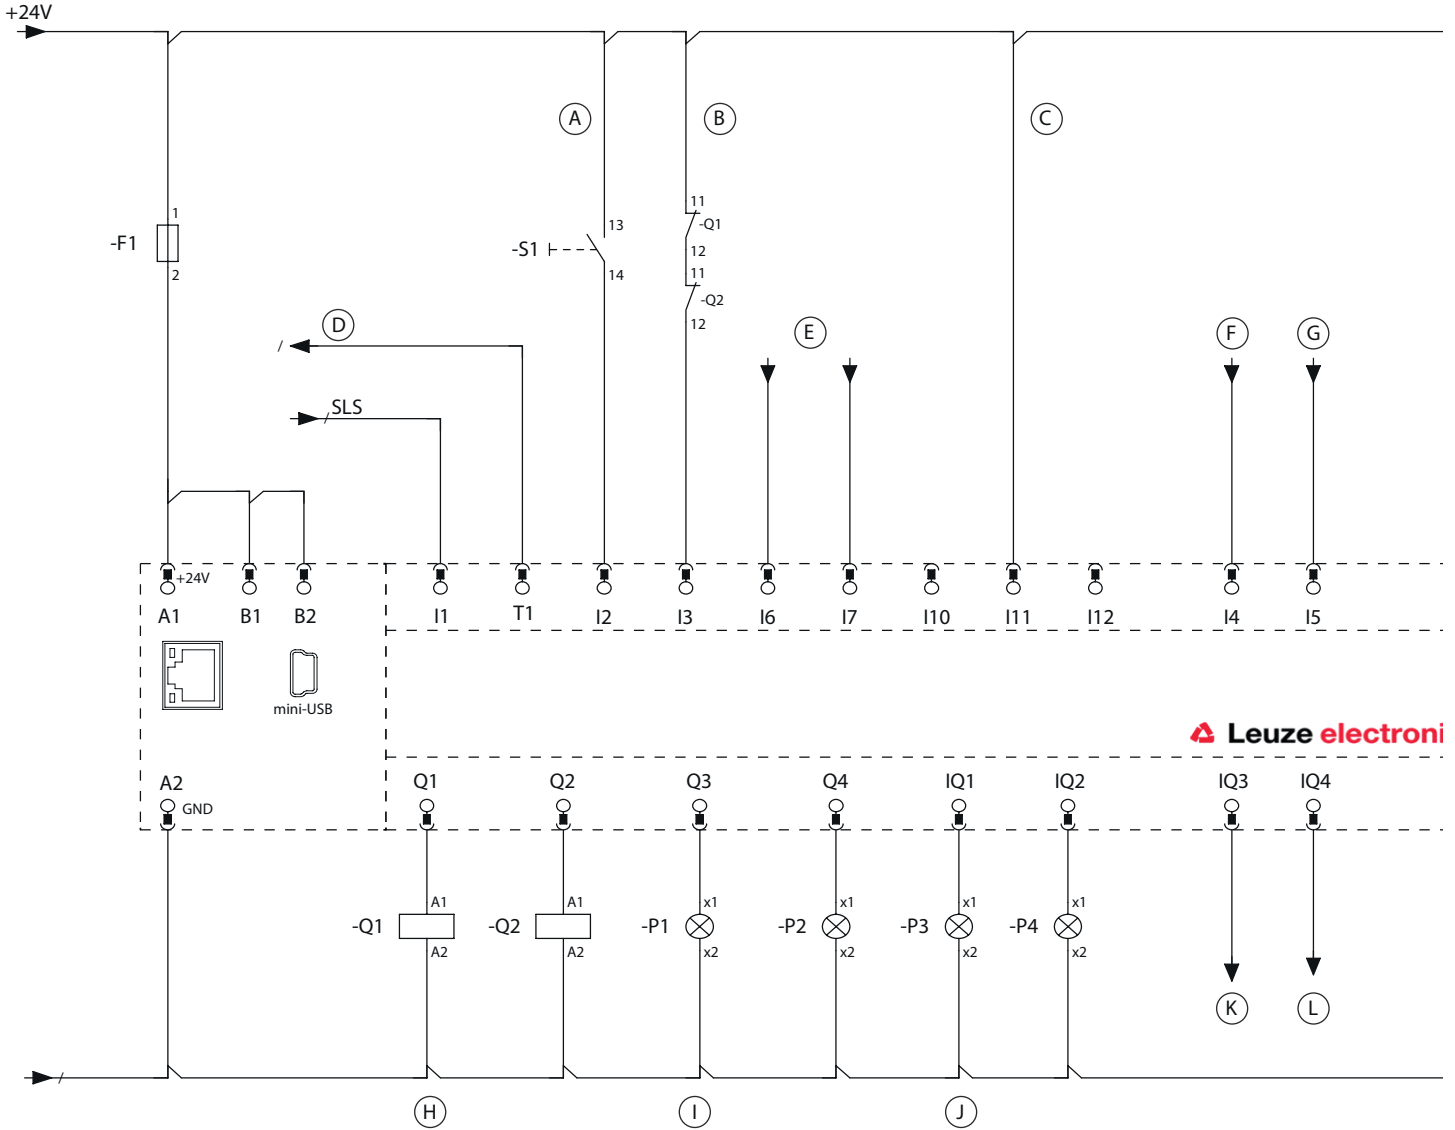 +24V
A
B
C
11
-Q1
12
11
-Q2
12
1
-F1
2
13
-S1
14
D
E
F
G
/
/
SLS
+24V
A1
B1
B2
I1
T1
I2
I3
I6
I7
I10
I11
I12
I4
I5
mini-USB
Leuze electroni
A2
GND
Q1
Q2
Q3
Q4
IQ1
IQ2
IQ3
IQ4
A1
A1
x1
x1
x1
x1
-Q1
-Q2
-P1
-P2
-P3
-P4
A2
A2
x2
x2
x2
x2
K
L
/
H
I
J